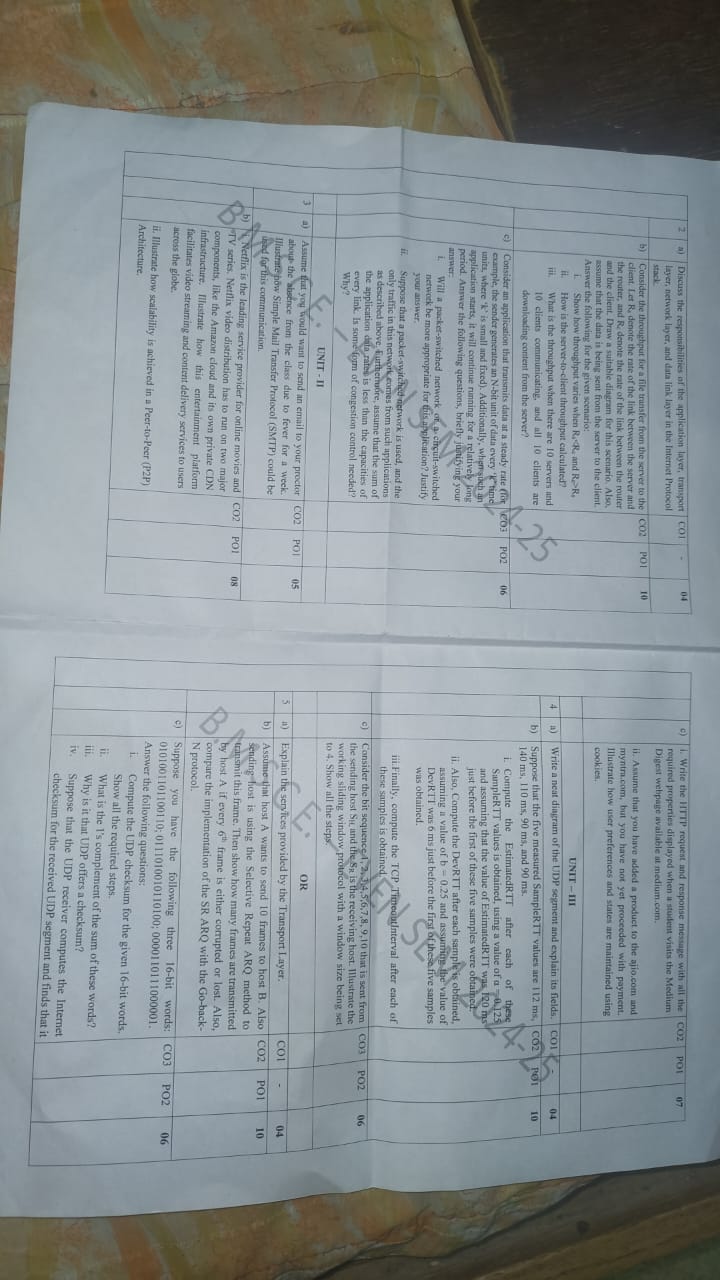 2 a) Discuss the responsibilities of the application layer, transport CO1 - 04
layer, network layer, and data link layer in the Internet Protocol
stack.
b) Consider the throughput for a file transfer from the server to the CO2 PO1 10
client. Let Rs denote the rate of the link between the server and
the router, and Rc denote the rate of the link between the router
and the client. Draw a suitable diagram for this scenario. Also,
assume that the data is being sent from the server to the client.
Answer the following for the given scenario:
i. Show how throughput varies when Rs<Rc and Rc>Rs
ii. How is the server-to-client throughput calculated?
iii. What is the throughput when there are 10 servers and
10 clients communicating, and all 10 clients are
downloading content from the server?
c) Consider an application that transmits data at a steady rate (for CO3 PO2 06
example, the sender generates an N-bit unit of data every 'k' time
units, where 'k' is small and fixed). Additionally, when such an
application starts, it will continue running for a relatively long
period. Answer the following questions, briefly justifying your
answer:
i. Will a packet-switched network or a circuit-switched
network be more appropriate for this application? Justify
your answer.
ii. Suppose that a packet-switched network is used, and the
only traffic in this network comes from such applications
as described above. Furthermore, assume that the sum of
the application data rates is less than the capacities of
every link. Is some form of congestion control needed?
Why?
UNIT - II
3 a) Assume that you would want to send an email to your proctor CO2 PO1 05
about the absence from the class due to fever for a week.
Illustrate how Simple Mail Transfer Protocol (SMTP) could be
used for this communication.
b) i. Netflix is the leading service provider for online movies and CO2 PO1 08
TV series. Netflix video distribution has to run on two major
components, like the Amazon cloud and its own private CDN
infrastructure. Illustrate how this entertainment platform
facilitates video streaming and content delivery services to users
across the globe.
ii. Illustrate how scalability is achieved in a Peer-to-Peer (P2P)
Architecture.
B.M.S.C.E. – EVEN SEM 2024-25
c) i. Write the HTTP request and response message with all the CO2 PO1 07
required properties displayed when a student visits the Medium
Digest webpage available at medium.com.
ii. Assume that you have added a product to the ajio.com and
myntra.com, but you have not yet proceeded with payment.
Illustrate how user preferences and states are maintained using
cookies.
UNIT – III
4 a) Write a neat diagram of the UDP segment and explain its fields. CO1 - 04
b) Suppose that the five measured SampleRTT values are 112 ms, CO2 PO1 10
140 ms, 110 ms, 90 ms, and 90 ms.
i. Compute the EstimatedRTT after each of these
SampleRTT values is obtained, using a value of α = 0.125
and assuming that the value of EstimatedRTT was 120 ms
just before the first of these five samples were obtained.
ii. Also, Compute the DevRTT after each sample is obtained,
assuming a value of b = 0.25 and assuming the value of
DevRTT was 6 ms just before the first of these five samples
was obtained.
iii.Finally, compute the TCP TimeoutInterval after each of
these samples is obtained.
c) Consider the bit sequence 1, 2, 3,4,5,6,7,8, 9,10 that is sent from CO3 PO2 06
the sending host SH, and the SR is the receiving host. Illustrate the
working sliding window protocol with a window size being set
to 4. Show all the steps.
OR
5 a) Explain the services provided by the Transport Layer. CO1 - 04
b) Assume that host A wants to send 10 frames to host B. Also CO2 PO1 10
sending host is using the Selective Repeat ARQ method to
transmit this frame. Then show how many frames are transmitted
by host A if every 6th frame is either corrupted or lost. Also,
compare the implementation of the SR ARQ with the Go-back-
N protocol.
c) Suppose you have the following three 16-bit words: CO3 PO2 06
0101001101100110; 0111010010110100; 0000110111000001.
Answer the following questions:
i. Compute the UDP checksum for the given 16-bit words.
Show all the required steps.
ii. What is the 1's complement of the sum of these words?
iii. Why is it that UDP offers a checksum?
iv. Suppose that the UDP receiver computes the Internet
checksum for the received UDP segment and finds that it
B.M.S.C.E. – EVEN SEM 2024-25